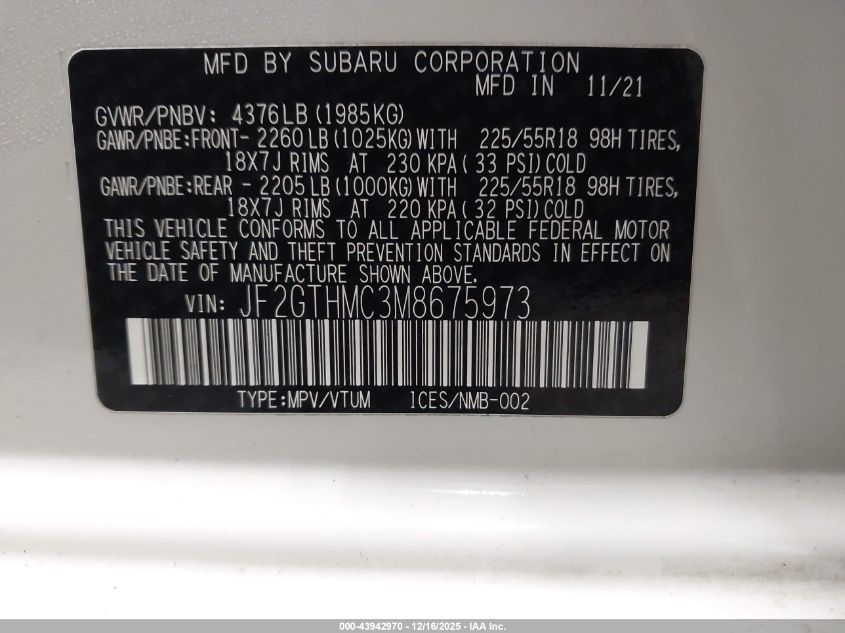 MFD BY SUBARU CORPORATION
MFD IN 11/21
GVWR/PNBV: 4376LB (1985KG)
GAWR/PNBE:FRONT- 2260LB (1025KG)WITH 225/55R18 98H TIRES,
18X7J RIMS AT 230 KPA( 33 PSI)COLD
GAWR/PNBE:REAR - 2205LB (1000KG)WITH 225/55R18 98H TIRES,
18X7J RIMS AT 220 KPA( 32 PSI)COLD
THIS VEHICLE CONFORMS TO ALL APPLICABLE FEDERAL MOTOR
VEHICLE SAFETY AND THEFT PREVENTION STANDARDS IN EFFECT ON
THE DATE OF MANUFACTURE SHOWN ABOVE.
VIN: JF2GTHMC3M8675973
TYPE:MPV/VTUM ICES/NMB-002
000-43942970 - 12/16/2025 - IAA Inc.